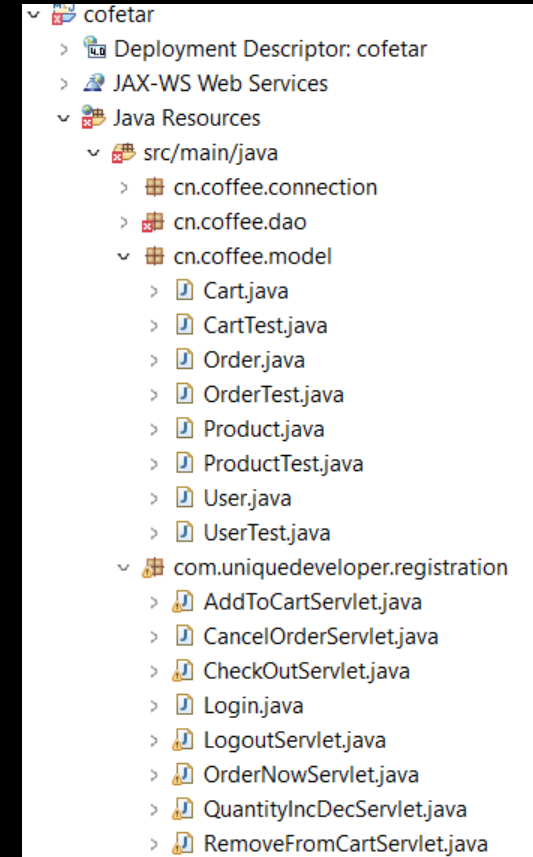 cofetar
Deployment Descriptor: cofetar
JAX-WS Web Services
Java Resources
src/main/java
cn.coffee.connection
cn.coffee.dao
cn.coffee.model
Cart.java
CartTest.java
Order.java
OrderTest.java
Product.java
ProductTest.java
User.java
UserTest.java
com.uniquedeveloper.registration
AddToCartServlet.java
CancelOrderServlet.java
CheckOutServlet.java
Login.java
LogoutServlet.java
OrderNowServlet.java
QuantityIncDecServlet.java
RemoveFromCartServlet.java